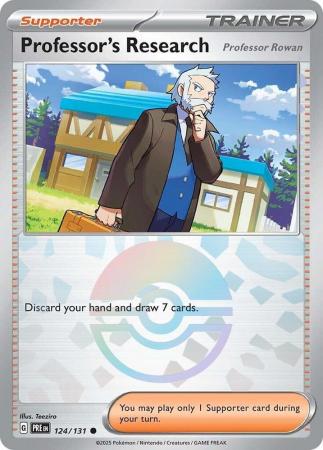 Supporter TRAINER
Professor's Research Professor Rowan
Discard your hand and draw 7 cards.
Illus. Teeziro
G PRE EN 124/131 ●
You may play only 1 Supporter card during
your turn.
©2025 Pokémon / Nintendo / Creatures / GAME FREAK